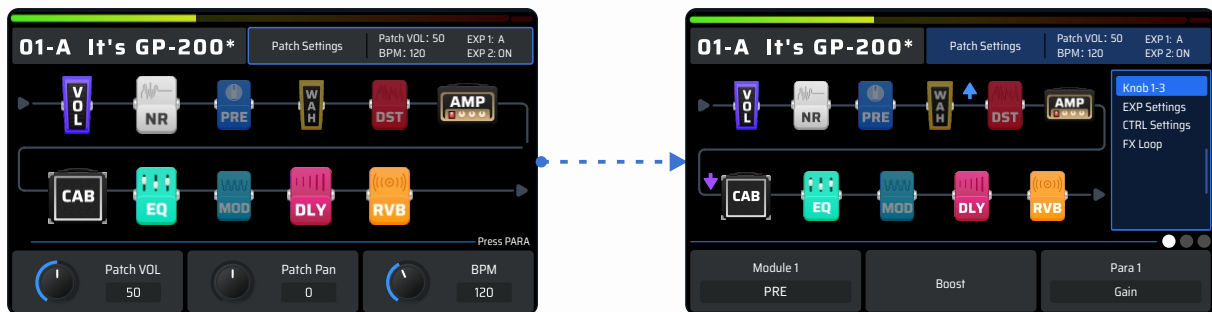 01-A It's GP-200*
Patch Settings
Patch VOL: 50
EXP 1: A
BPM: 120
EXP 2: ON
VOL
NR
PRE
WAH
DST
AMP
CAB
EQ
MOD
DLY
RVB
Press PARA
Patch VOL
50
Patch Pan
0
BPM
120
01-A It's GP-200*
Patch Settings
Patch VOL: 50
EXP 1: A
BPM: 120
EXP 2: ON
VOL
NR
PRE
WAH
DST
AMP
Knob 1-3
EXP Settings
CTRL Settings
FX Loop
CAB
EQ
MOD
DLY
RVB
Module 1
PRE
Boost
Para 1
Gain